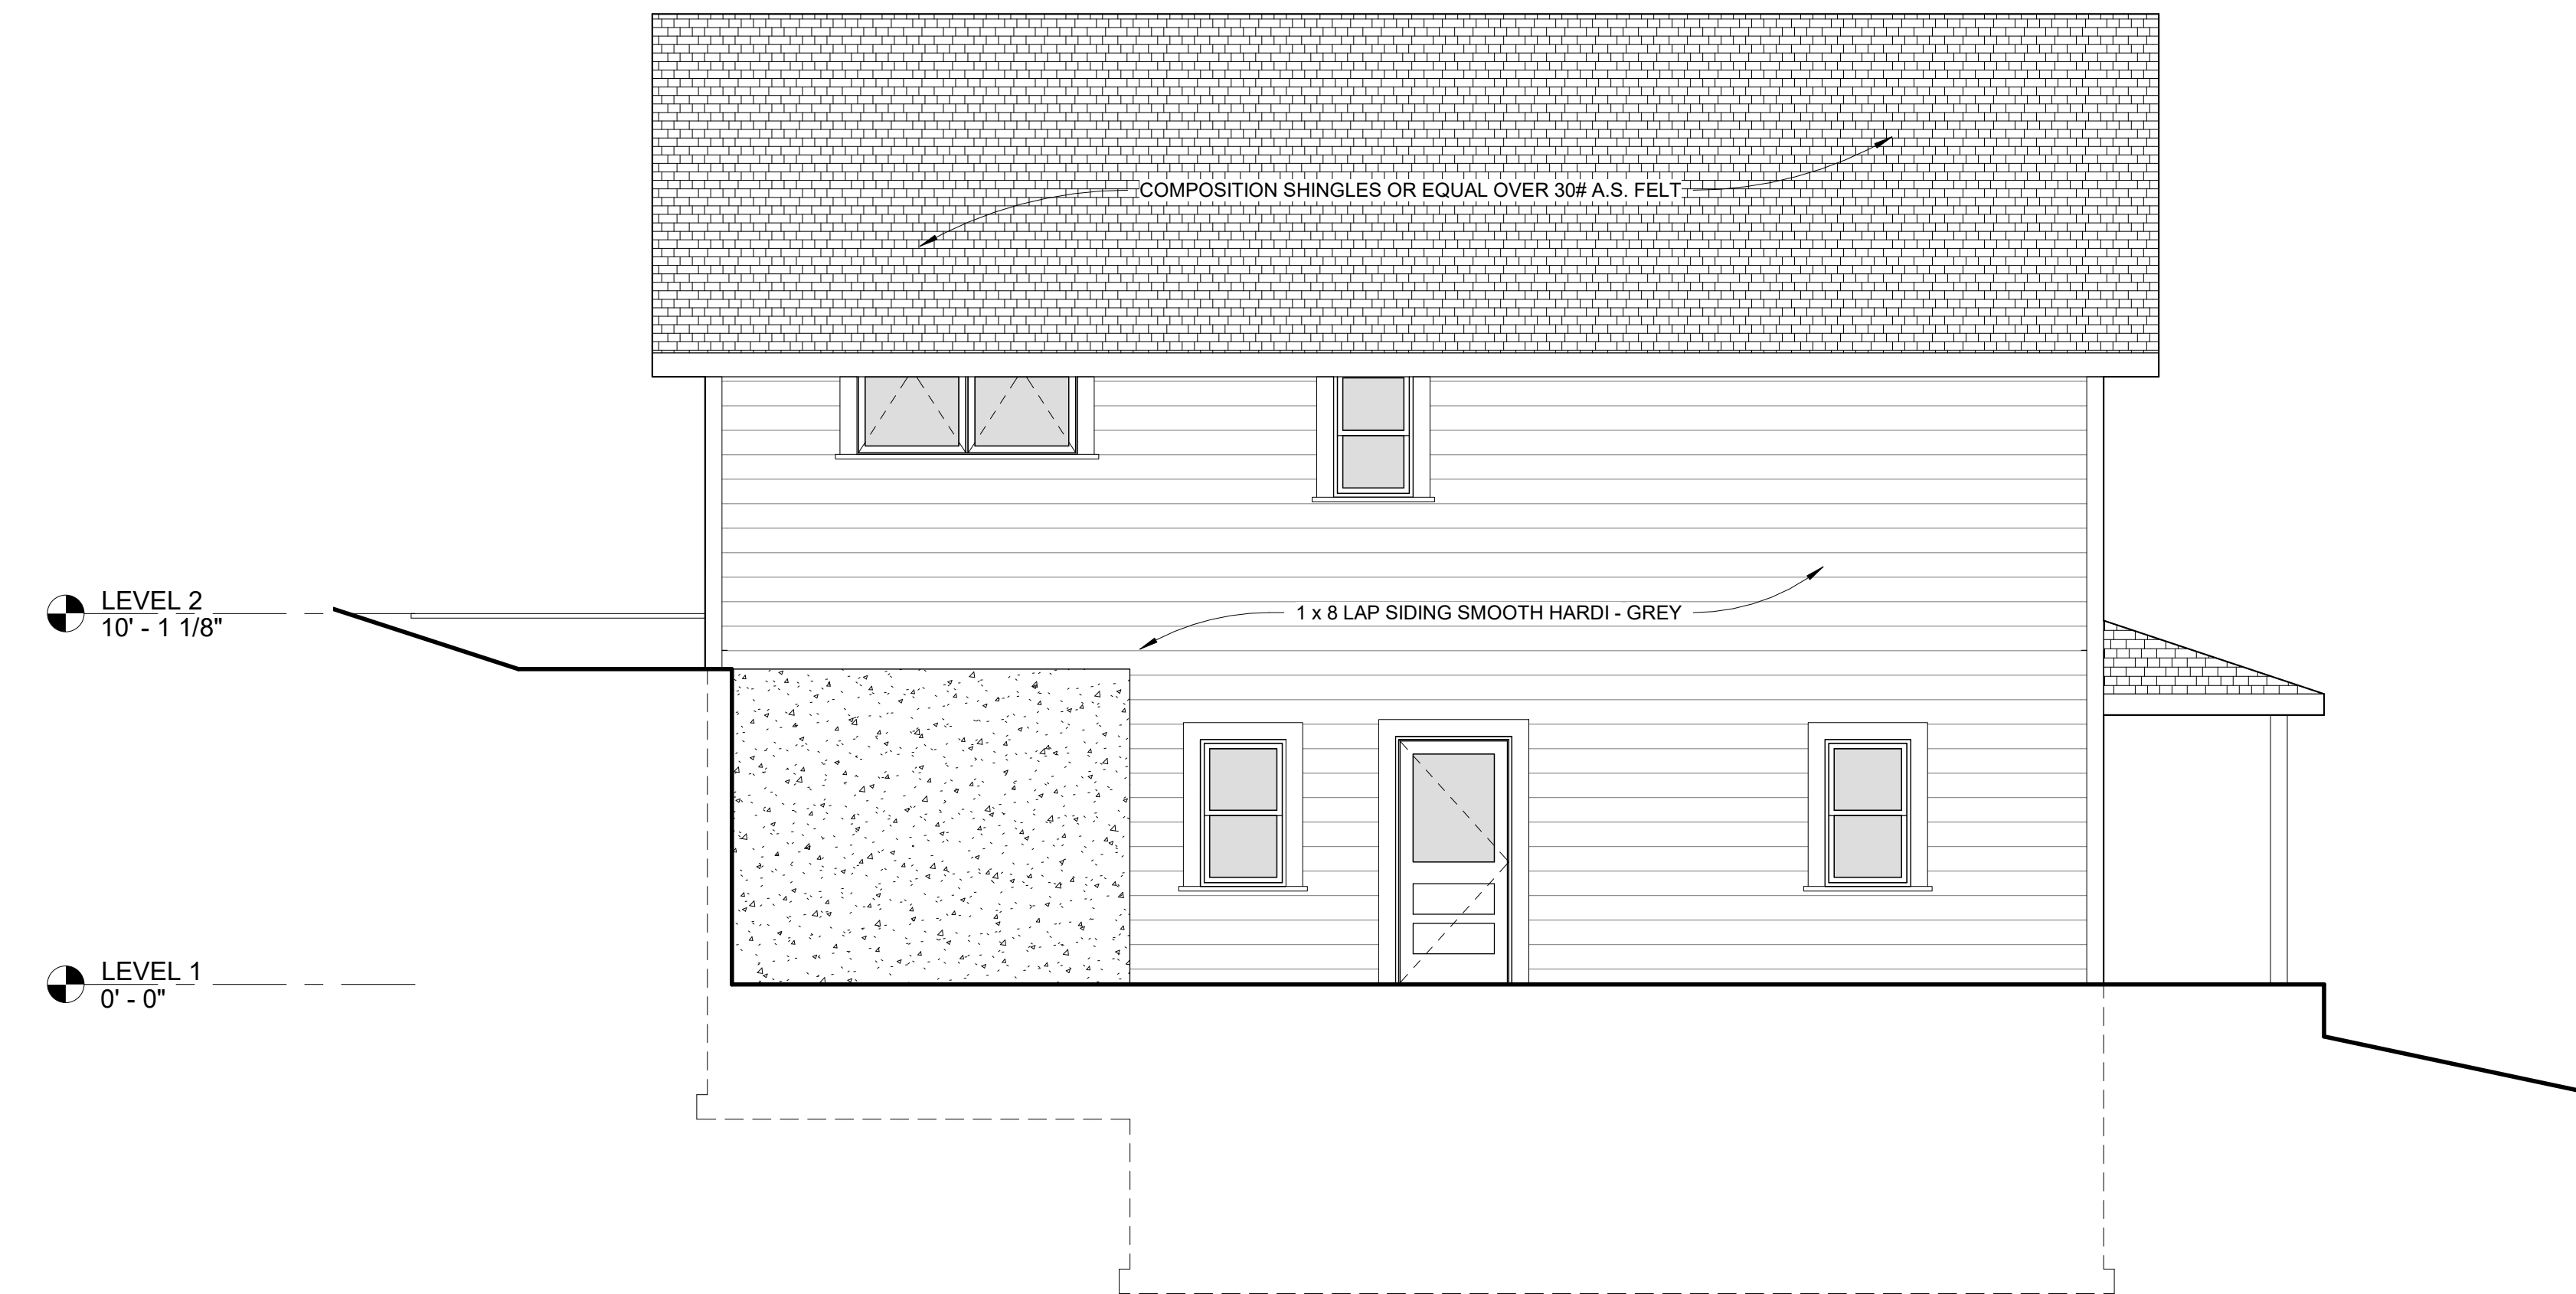 COMPOSITION SHINGLES OR EQUAL OVER 30# A.S. FELT
LEVEL 2
10' - 1 1/8"
1 x 8 LAP SIDING SMOOTH HARDI - GREY
LEVEL 1
0' - 0"